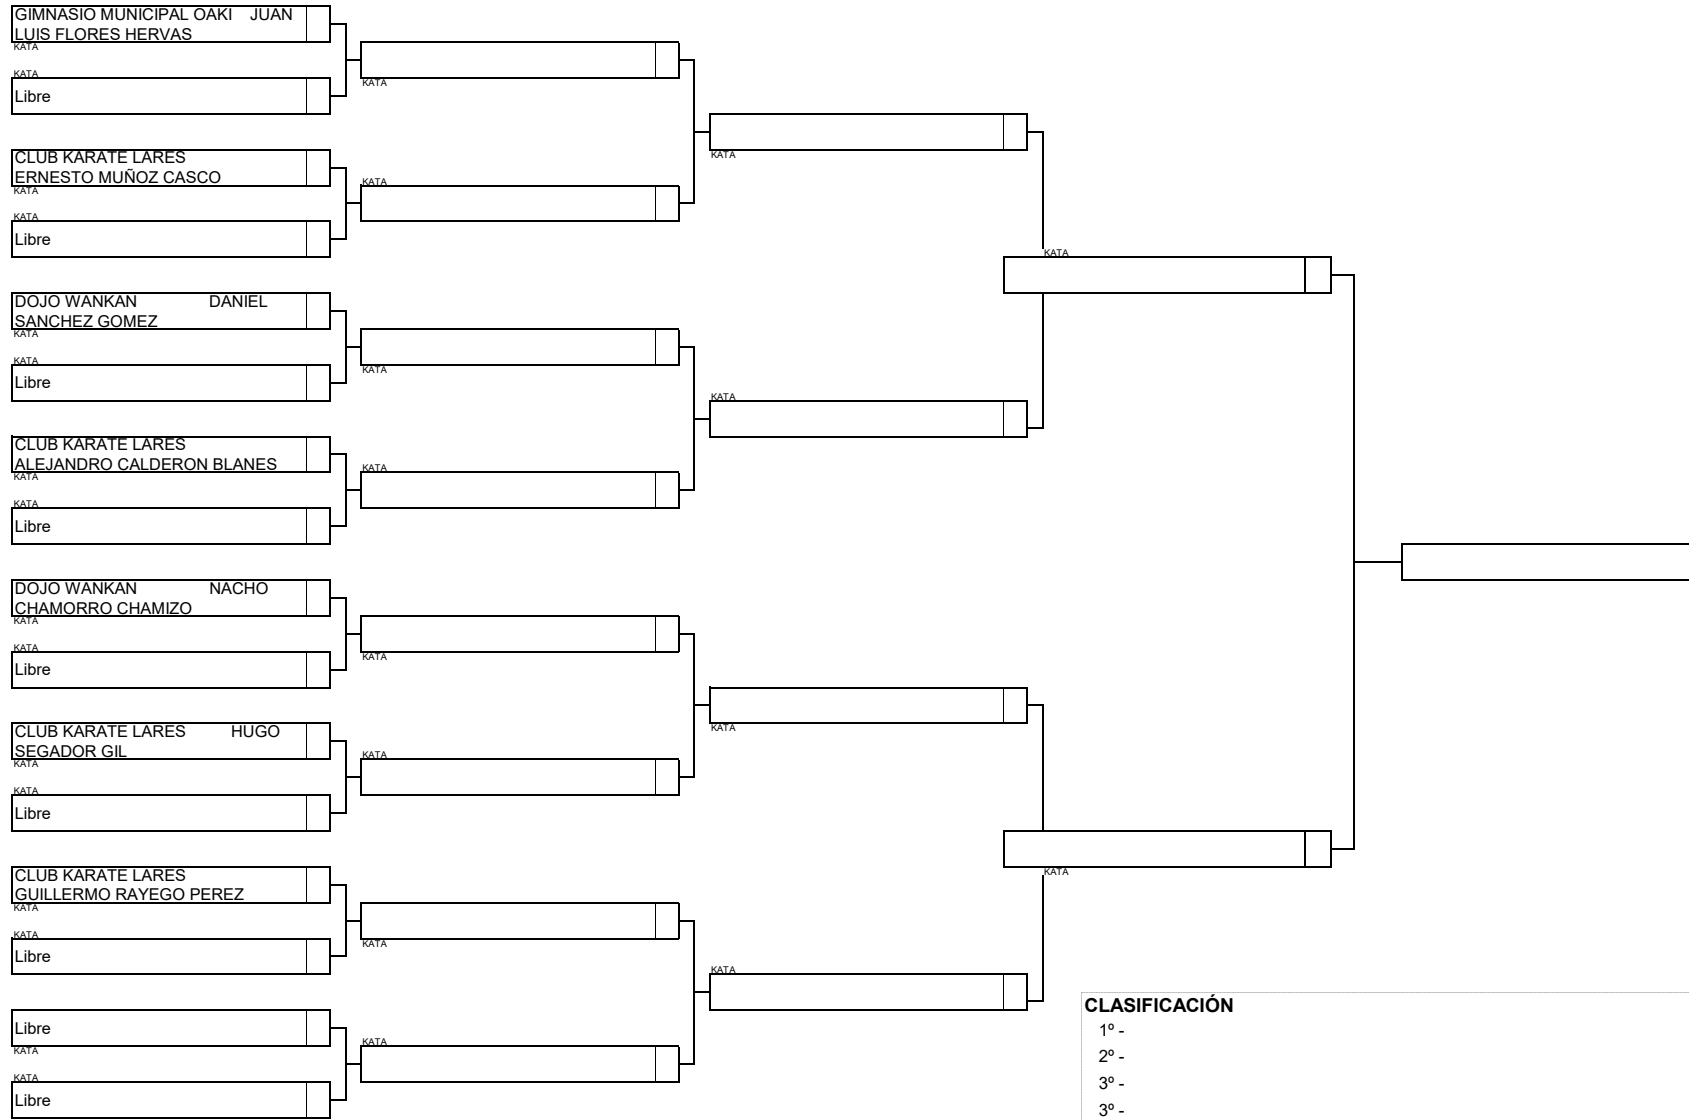 GIMNASIO MUNICIPAL OAKI JUAN
LUIS FLORES HERVAS
KATA
KATA
Libre
CLUB KARATE LARES
ERNESTO MUÑOZ CASCO
KATA
KATA
Libre
DOJO WANKAN DANIEL
SANCHEZ GOMEZ
KATA
KATA
Libre
CLUB KARATE LARES
ALEJANDRO CALDERON BLANES
KATA
KATA
Libre
DOJO WANKAN NACHO
CHAMORRO CHAMIZO
KATA
KATA
Libre
CLUB KARATE LARES HUGO
SEGADOR GIL
KATA
KATA
Libre
CLUB KARATE LARES
GUILLERMO RAYEGO PEREZ
KATA
KATA
Libre
Libre
KATA
KATA
Libre
KATA
KATA
KATA
KATA
KATA
KATA
KATA
KATA
KATA
KATA
KATA
KATA
KATA
KATA
CLASIFICACIÓN
1º -
2º -
3º -
3º -